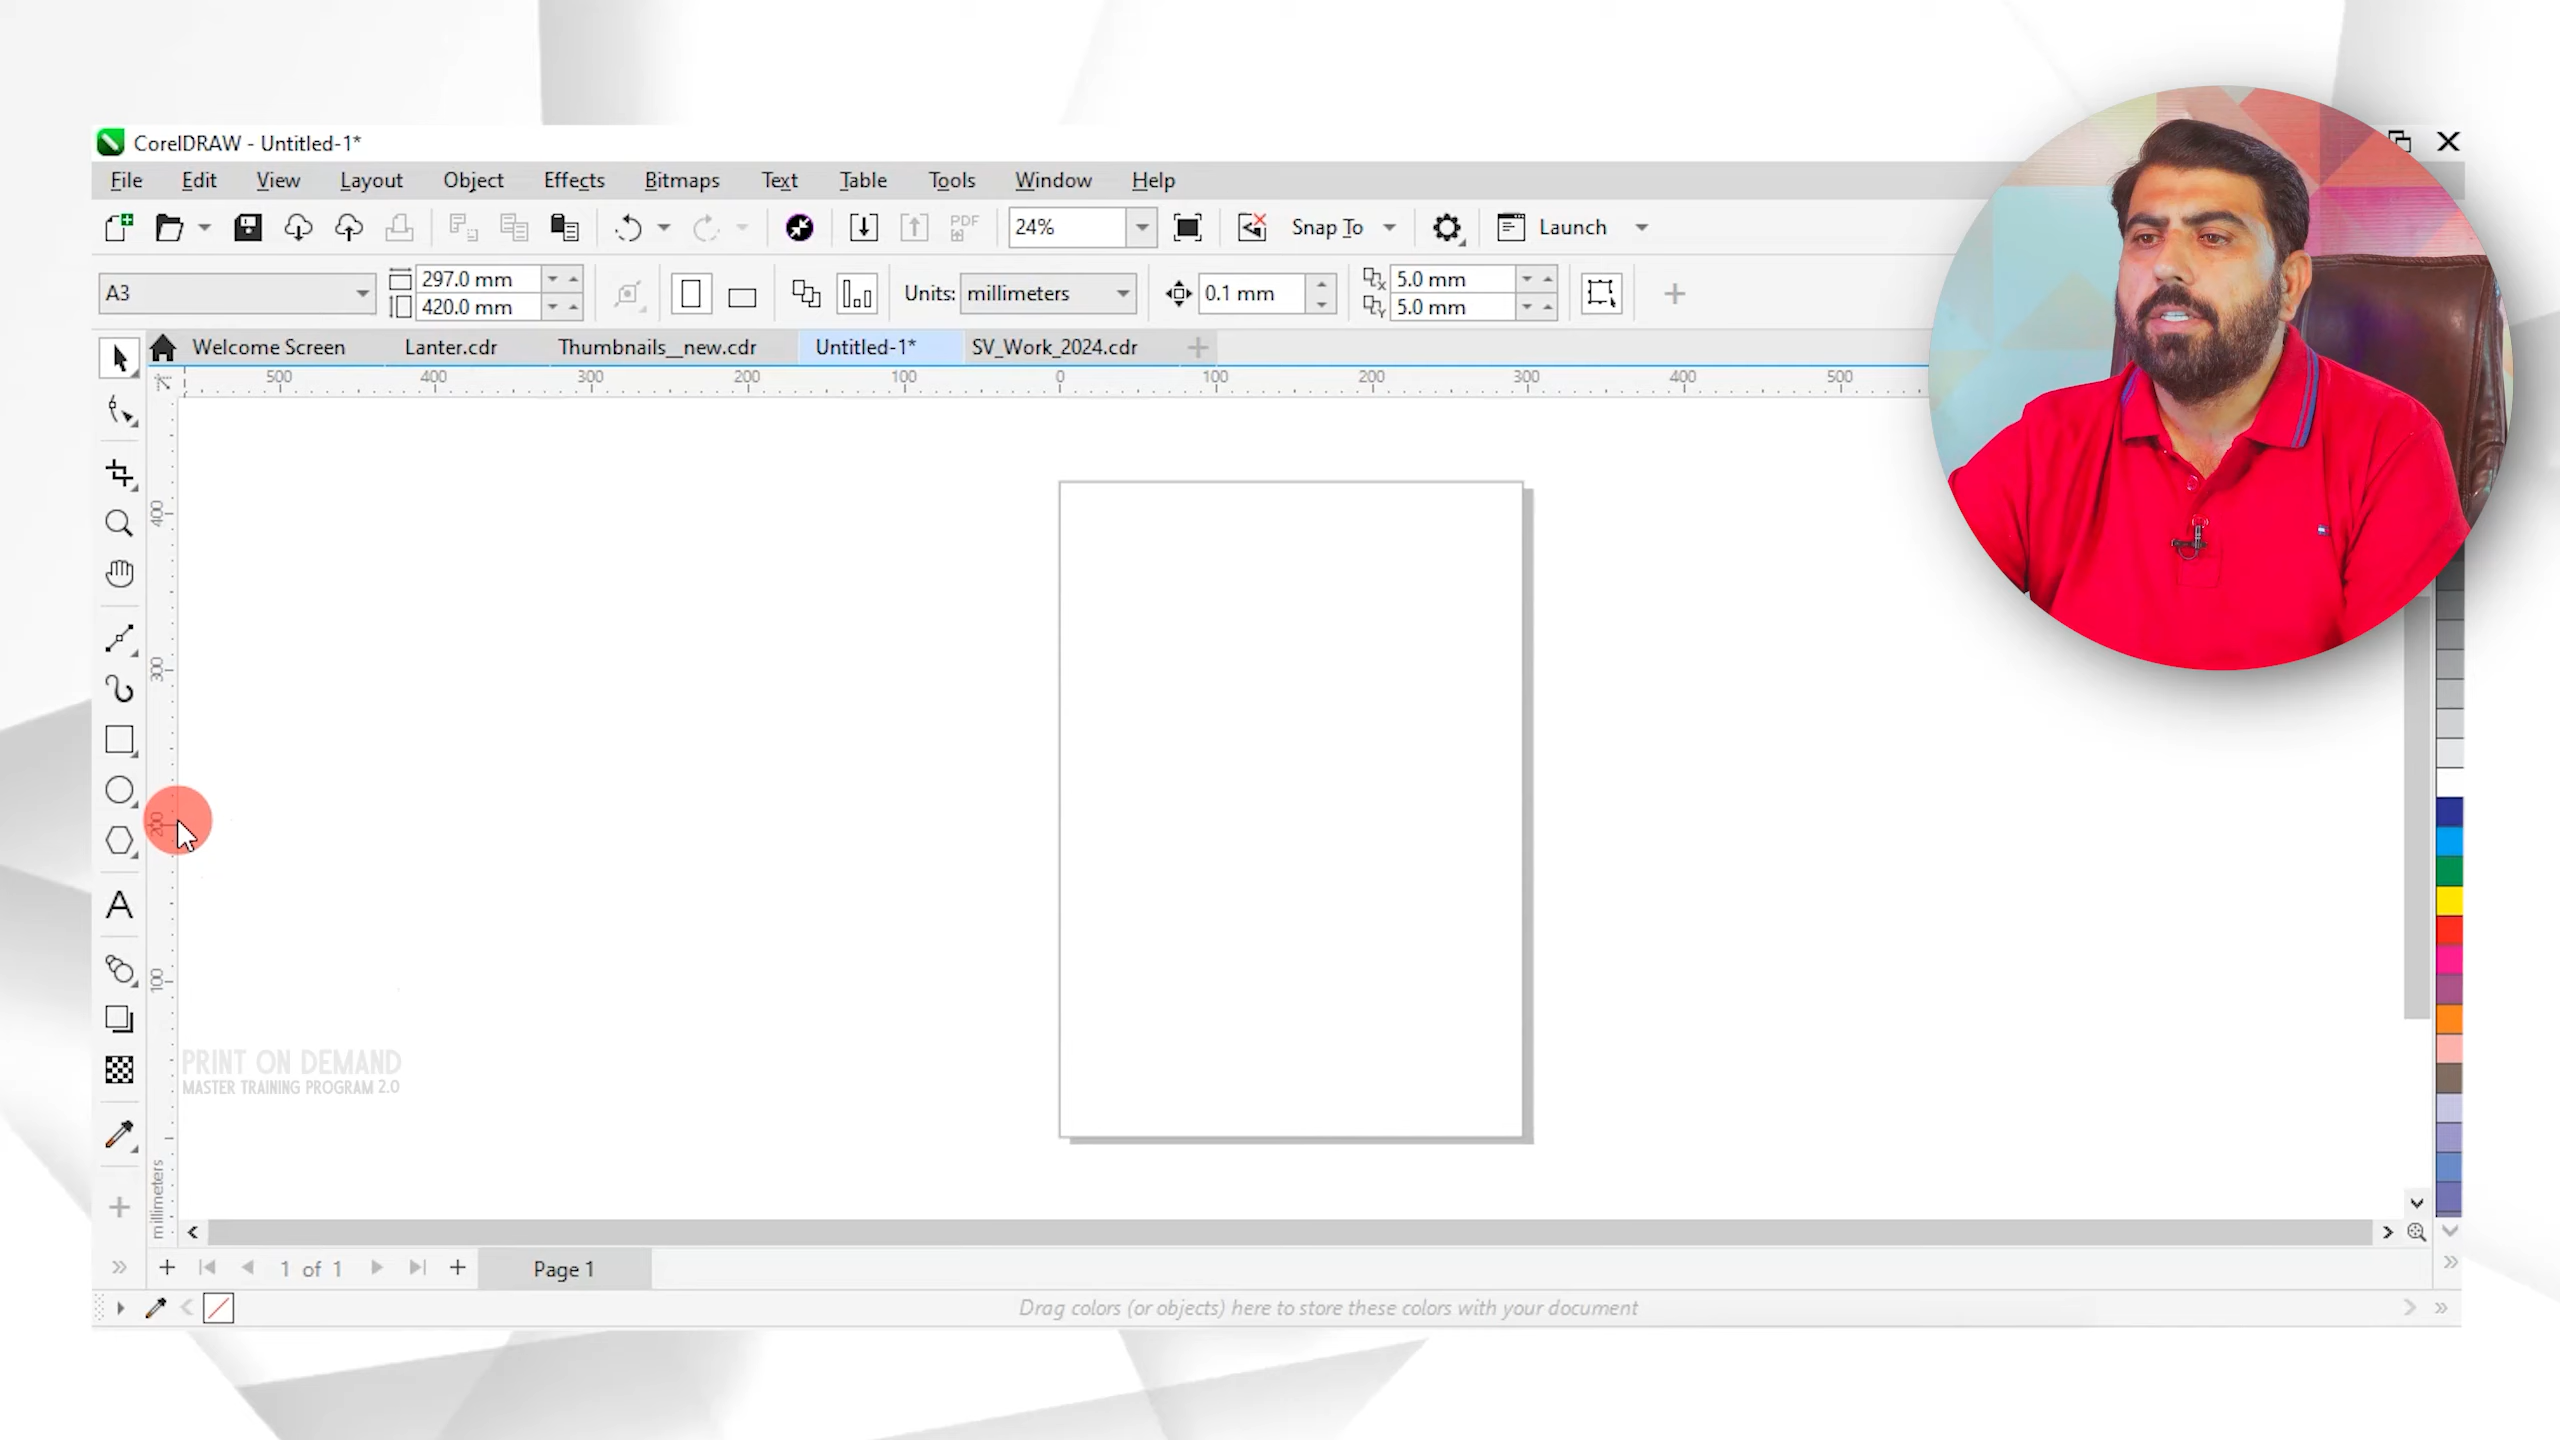 CorelDRAW - Untitled-1*
File Edit View Layout Object Effects Bitmaps Text Table Tools Window Help
PDF 24% Snap To Launch
A3 297.0 mm 420.0 mm Units: millimeters 0.1 mm 5.0 mm 5.0 mm
Welcome Screen Lanter.cdr Thumbnails__new.cdr Untitled-1* SV_Work_2024.cdr
500 400 300 200 100 0 100 200 300 400 500
400
300
200
A
100
PRINT ON DEMAND
MASTER TRAINING PROGRAM 2.0
millimeters
1 of 1 Page 1
Drag colors (or objects) here to store these colors with your document